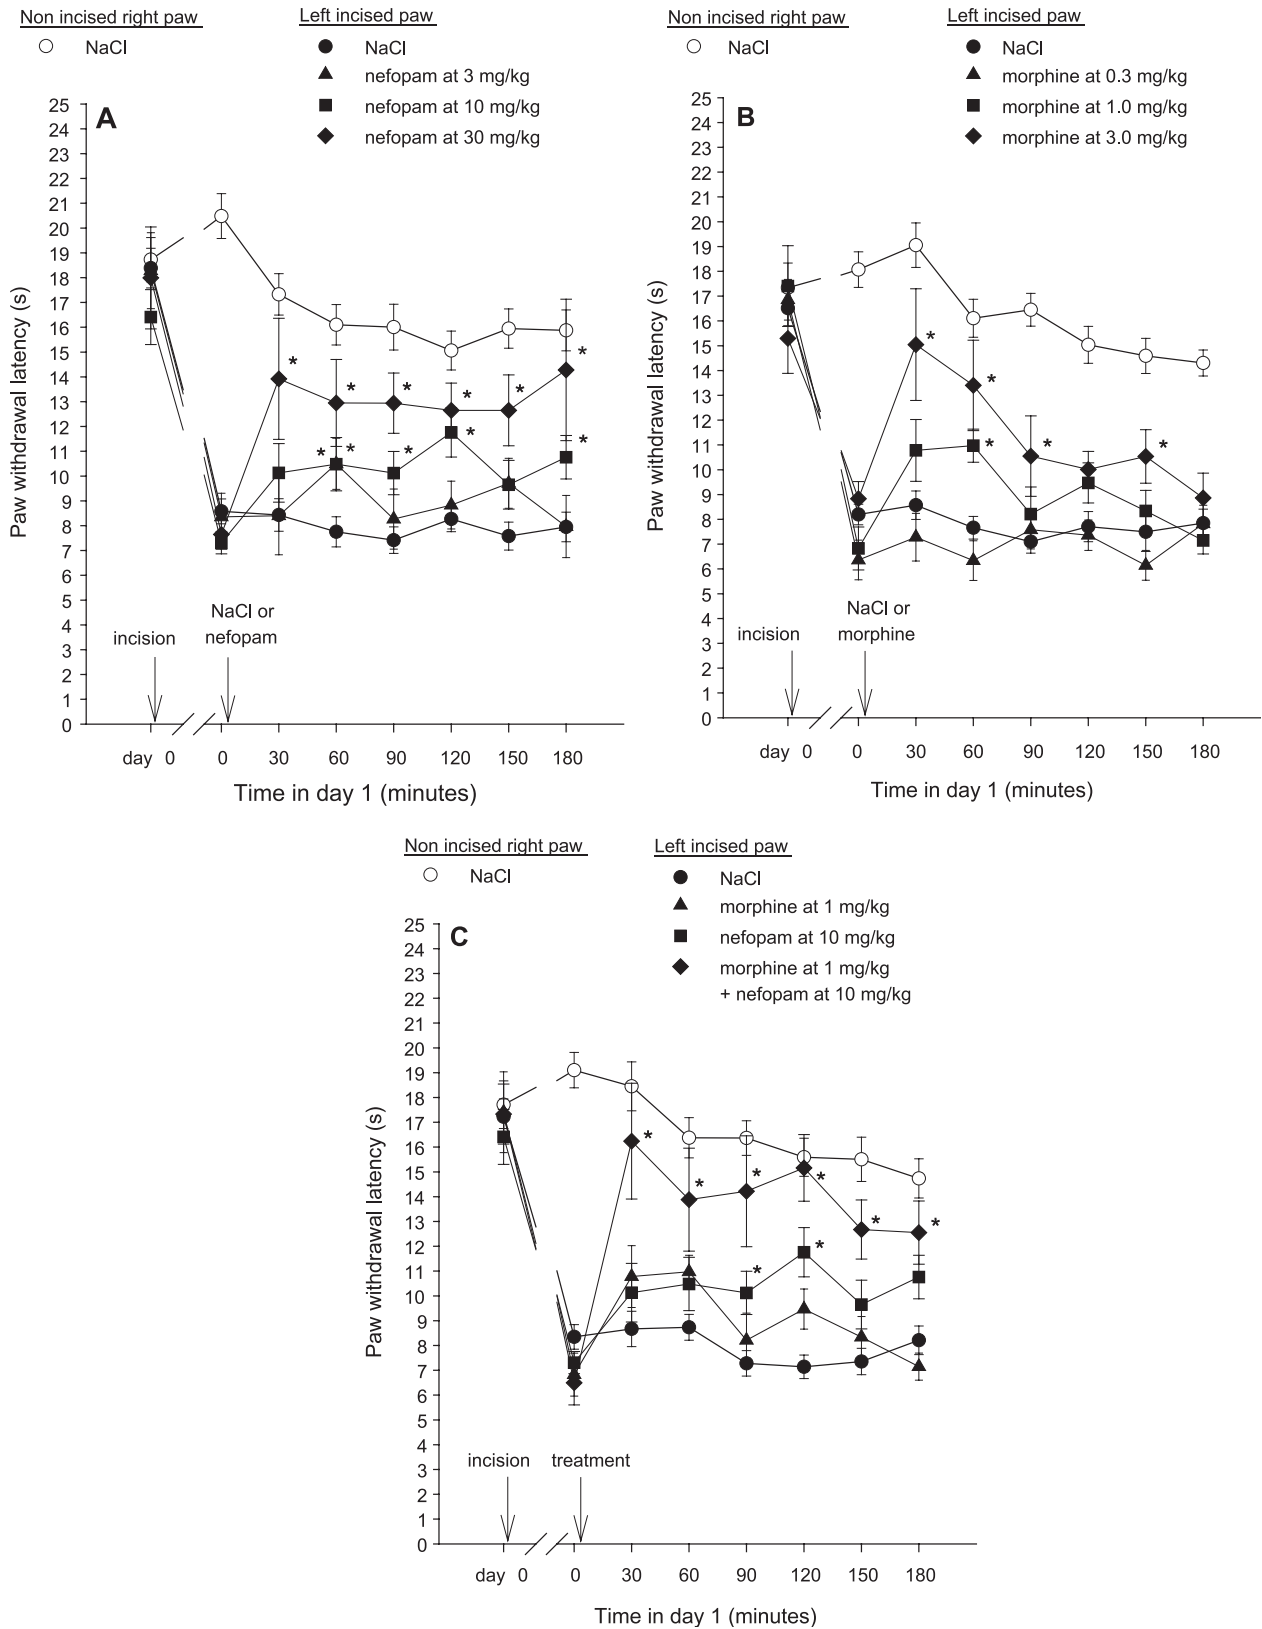 Non incised right paw
NaCl
Left incised paw
NaCl
nefopam at 3 mg/kg
nefopam at 10 mg/kg
nefopam at 30 mg/kg
A
25
24
23
22
21
20
19
18
17
16
15
14
13
12
11
10
9
8
7
6
5
4
3
2
1
0
Paw withdrawal latency (s)
* * * * * *
* * * * *
incision
NaCl or
nefopam
day 0 0 30 60 90 120 150 180
Time in day 1 (minutes)
Non incised right paw
NaCl
Left incised paw
NaCl
morphine at 0.3 mg/kg
morphine at 1.0 mg/kg
morphine at 3.0 mg/kg
B
25
24
23
22
21
20
19
18
17
16
15
14
13
12
11
10
9
8
7
6
5
4
3
2
1
0
Paw withdrawal latency (s)
* * * *
*
incision
NaCl or
morphine
day 0 0 30 60 90 120 150 180
Time in day 1 (minutes)
Non incised right paw
NaCl
Left incised paw
NaCl
morphine at 1 mg/kg
nefopam at 10 mg/kg
morphine at 1 mg/kg
+ nefopam at 10 mg/kg
C
25
24
23
22
21
20
19
18
17
16
15
14
13
12
11
10
9
8
7
6
5
4
3
2
1
0
Paw withdrawal latency (s)
* * * * * *
* *
incision
treatment
day 0 0 30 60 90 120 150 180
Time in day 1 (minutes)